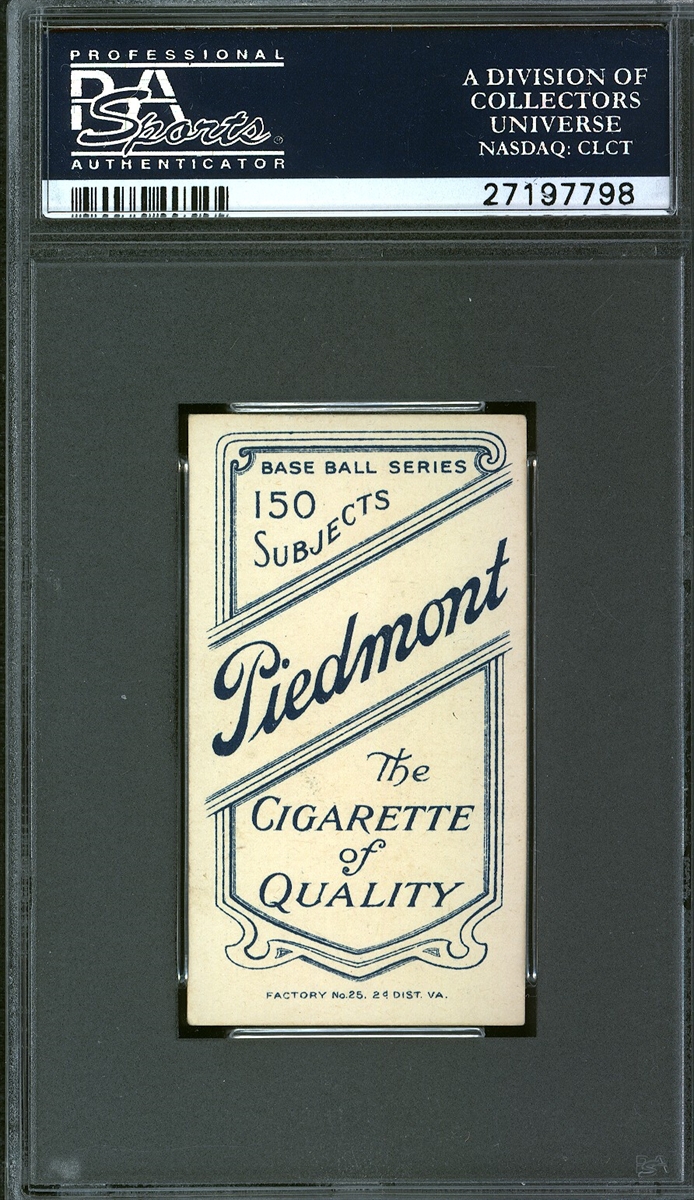 PROFESSIONAL
PSA
Sports
AUTHENTICATOR
A DIVISION OF
COLLECTORS
UNIVERSE
NASDAQ: CLCT
27197798
BASE BALL SERIES
150
SUBJECTS
Piedmont
The
CIGARETTE
of
QUALITY
FACTORY No.25. 2d DIST. VA.
PSA